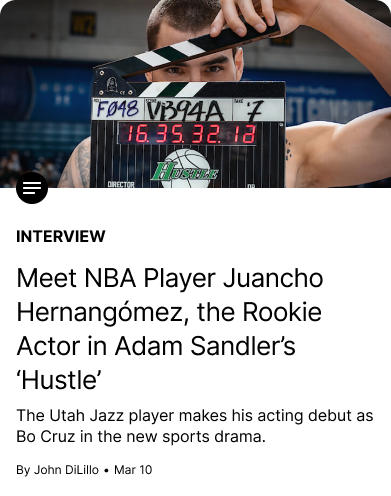 F048 VB94A 7
TAKE
16.35.32.12
HUSTLE
DIRECTOR
INTERVIEW
Meet NBA Player Juancho
Hernangómez, the Rookie
Actor in Adam Sandler’s
‘Hustle’
The Utah Jazz player makes his acting debut as
Bo Cruz in the new sports drama.
By John DiLillo • Mar 10